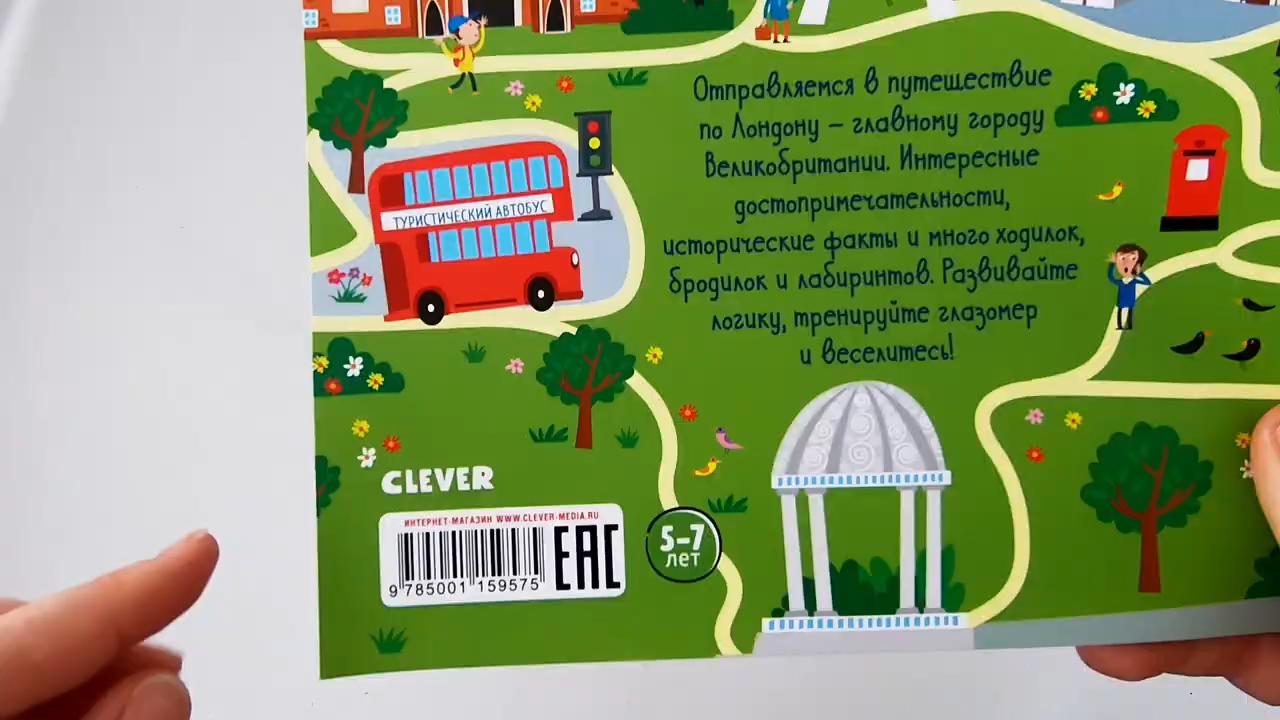 Отправляемся в путешествие
по Лондону – главному городу
Великобритании. Интересные
достопримечательности,
исторические факты и много ходилок,
бродилок и лабиринтов. Развивайте
логику, тренируйте глазомер
и веселитесь!
ТУРИСТИЧЕСКИЙ АВТОБУС
CLEVER
ИНТЕРНЕТ-МАГАЗИН WWW.CLEVER-MEDIA.RU
9 785001 159575
EAC
5-7
лет